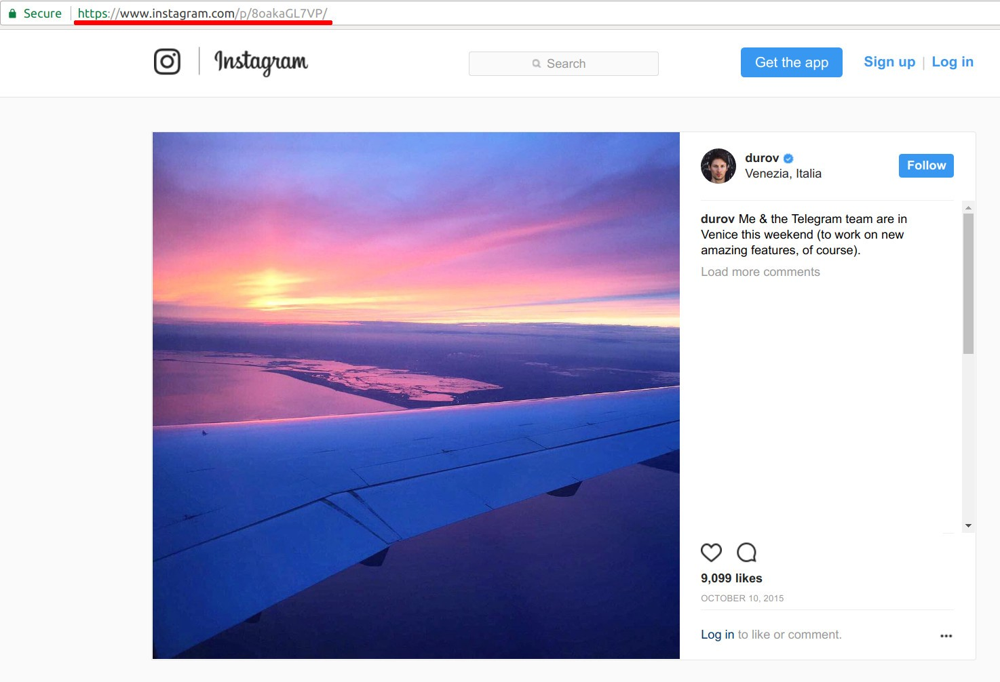 Secure https://www.instagram.com/p/8oakaGL7VP/
Instagram
Search
Get the app
Sign up | Log in
durov
Venezia, Italia
Follow
durov Me & the Telegram team are in
Venice this weekend (to work on new
amazing features, of course).
Load more comments
9,099 likes
OCTOBER 10, 2015
Log in to like or comment.